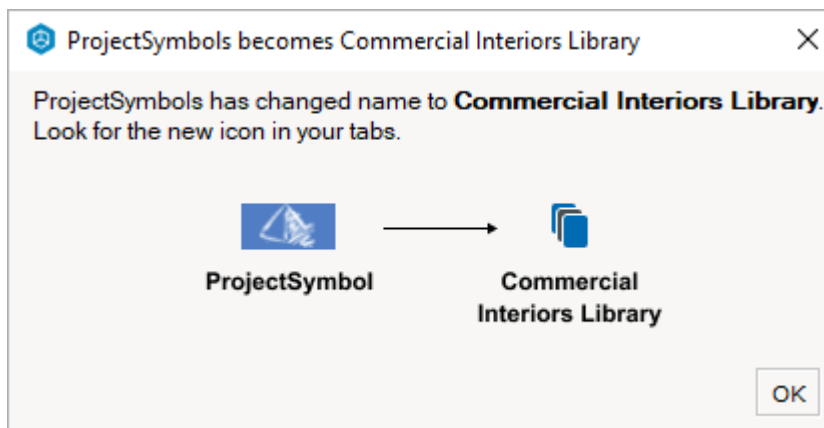 ProjectSymbols becomes Commercial Interiors Library
ProjectSymbols has changed name to Commercial Interiors Library.
Look for the new icon in your tabs.
ProjectSymbol
Commercial
Interiors Library
OK